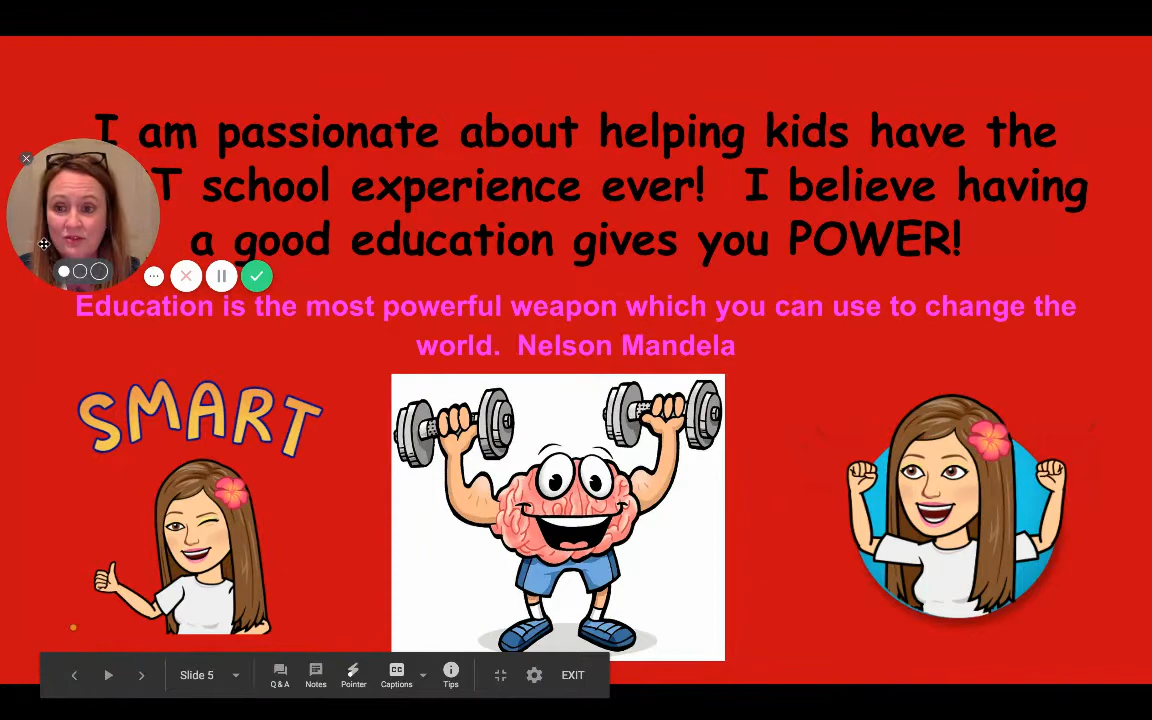 I am passionate about helping kids have the
T school experience ever! I believe having
a good education gives you POWER!
Education is the most powerful weapon which you can use to change the
world. Nelson Mandela
SMART
Slide 5
Q & A
Notes
Pointer
CC
Captions
Tips
EXIT